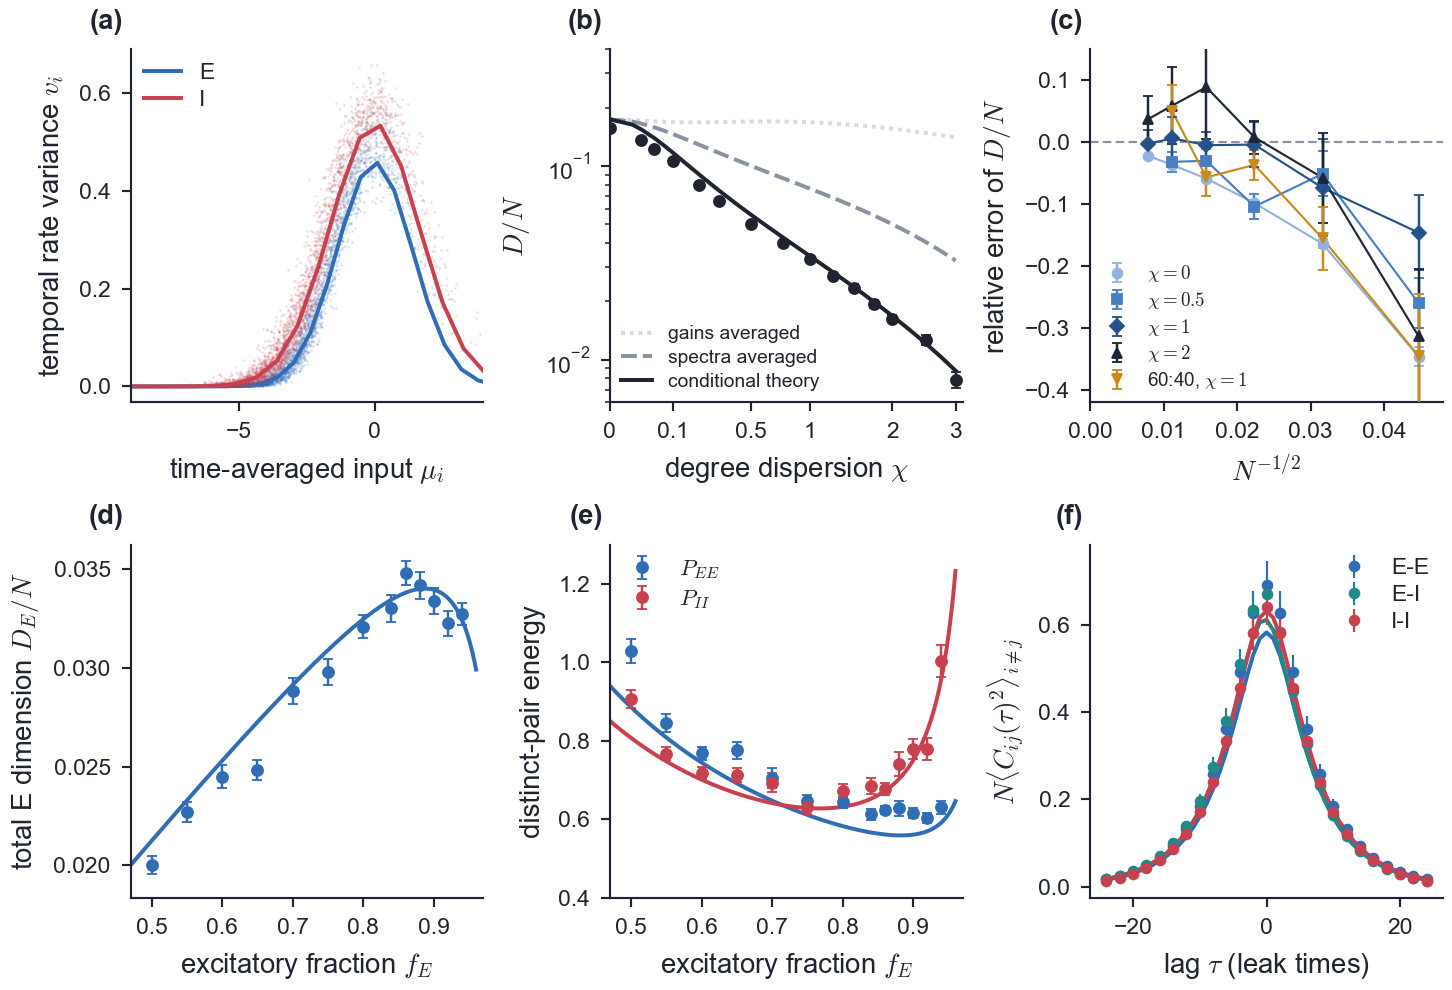 (a)
temporal rate variance v_i
0.6
0.4
0.2
0.0
E
I
−5
0
time-averaged input μ_i
(b)
D/N
10⁻¹
10⁻²
gains averaged
spectra averaged
conditional theory
0
0.1
0.5
1
2
3
degree dispersion χ
(c)
relative error of D/N
0.1
0.0
−0.1
−0.2
−0.3
−0.4
χ = 0
χ = 0.5
χ = 1
χ = 2
60:40, χ = 1
0.00
0.01
0.02
0.03
0.04
N^{−1/2}
(d)
total E dimension D_E/N
0.035
0.030
0.025
0.020
0.5
0.6
0.7
0.8
0.9
excitatory fraction f_E
(e)
distinct-pair energy
1.2
1.0
0.8
0.6
0.4
P_{EE}
P_{II}
0.5
0.6
0.7
0.8
0.9
excitatory fraction f_E
(f)
N⟨C_{ij}(τ)²⟩_{i≠j}
0.6
0.4
0.2
0.0
E-E
E-I
I-I
−20
0
20
lag τ (leak times)